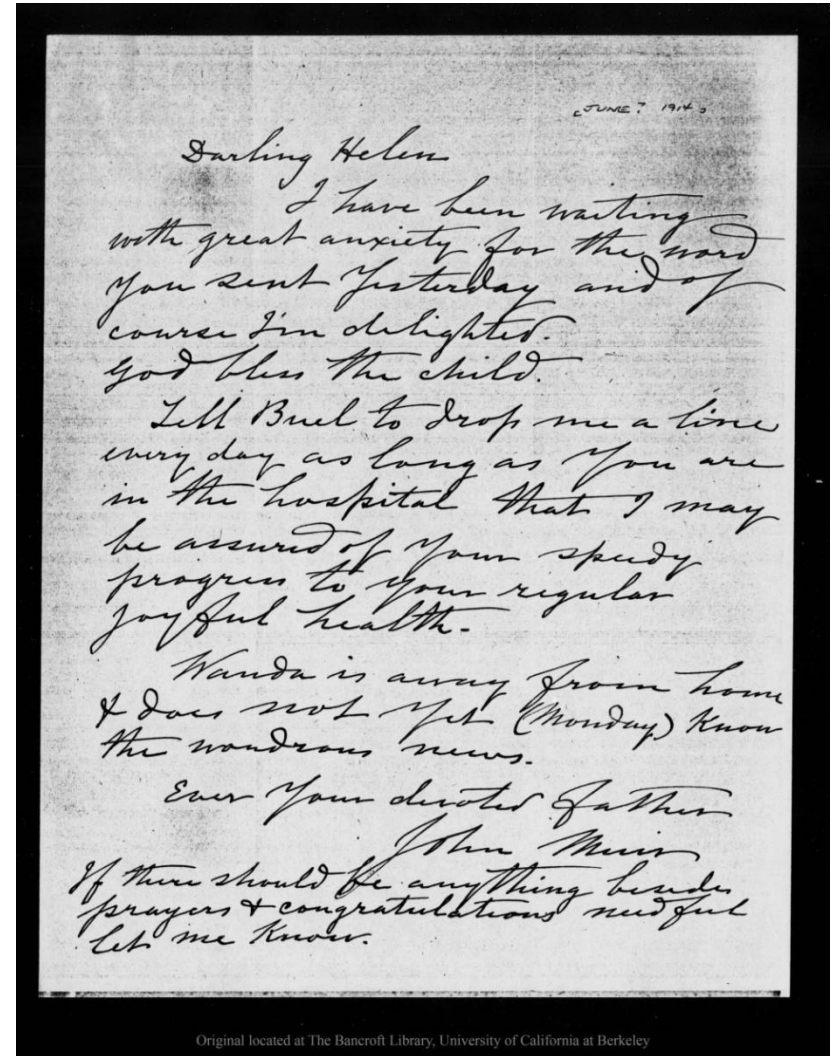 [JUNE? 1914]
Darling Helen
I have been waiting
with great anxiety for the word
you sent Yesterday and of
course I'm delighted.
God bless the child.
Tell Buel to drop me a line
every day as long as you are
in the hospital that I may
be assured of your speedy
progress to your regular
joyful health.
Wanda is away from home
& does not yet (Monday) know
the wondrous news.
Ever your devoted father
John Muir
If there should be anything besides
prayers & congratulations needful
let me know.
Original located at The Bancroft Library, University of California at Berkeley